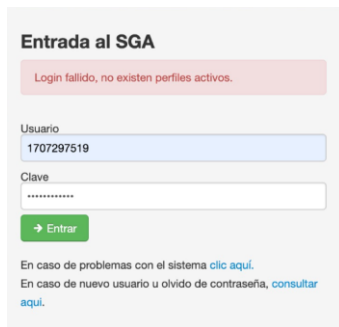 Entrada al SGA
Login fallido, no existen perfiles activos.
Usuario
1707297519
Clave
············
→ Entrar
En caso de problemas con el sistema clic aquí.
En caso de nuevo usuario u olvido de contraseña, consultar
aqui.